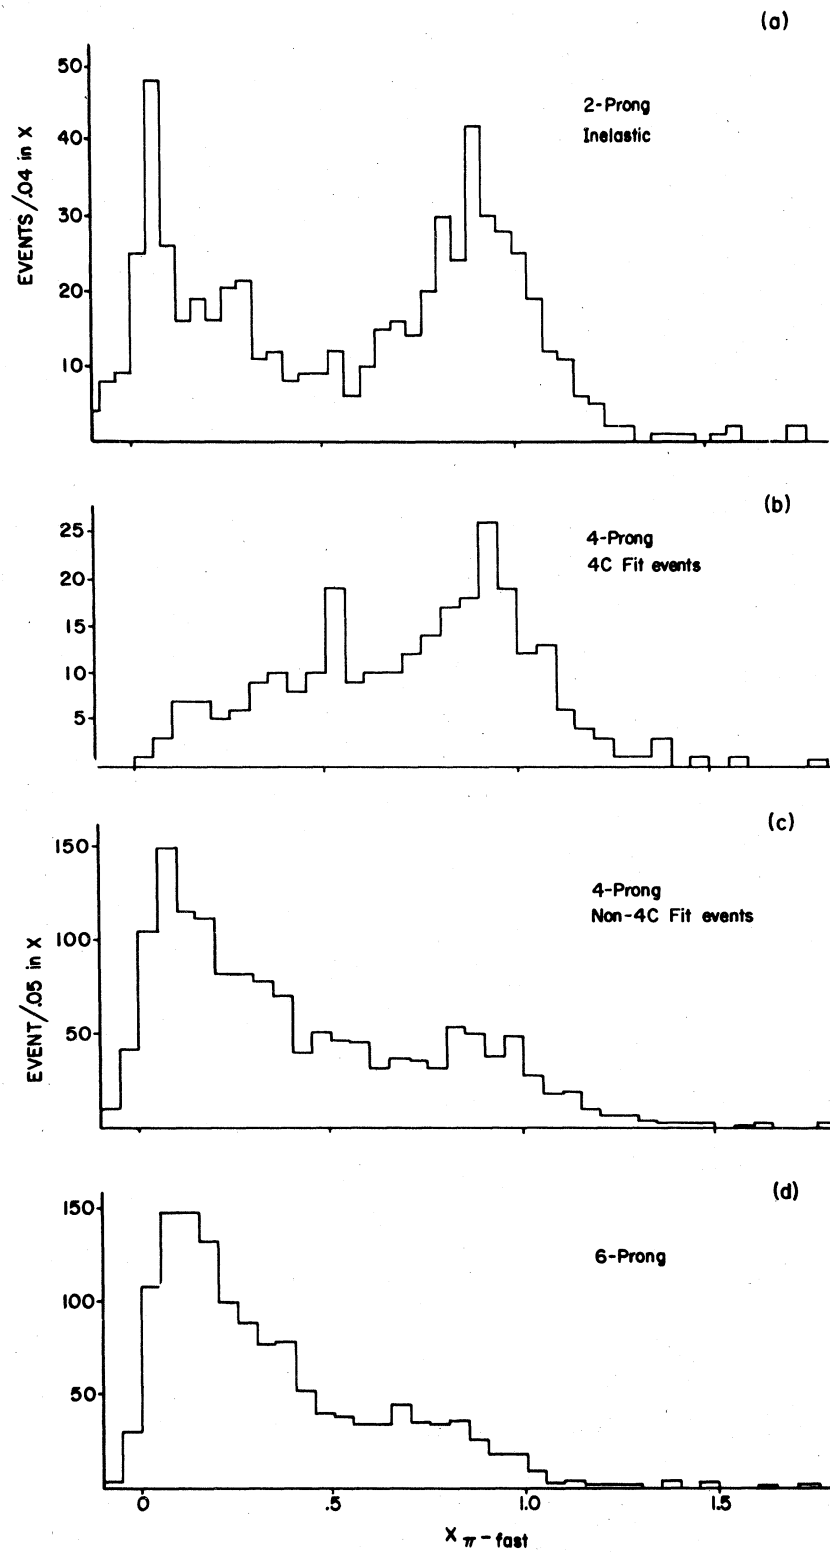 (a)
50
40
30
20
10
EVENTS/.04 in X
2-Prong
Inelastic
(b)
25
20
15
10
5
4-Prong
4C Fit events
(c)
150
100
50
EVENT/.05 in X
4-Prong
Non-4C Fit events
(d)
150
100
50
6-Prong
0 .5 1.0 1.5
X π-fast